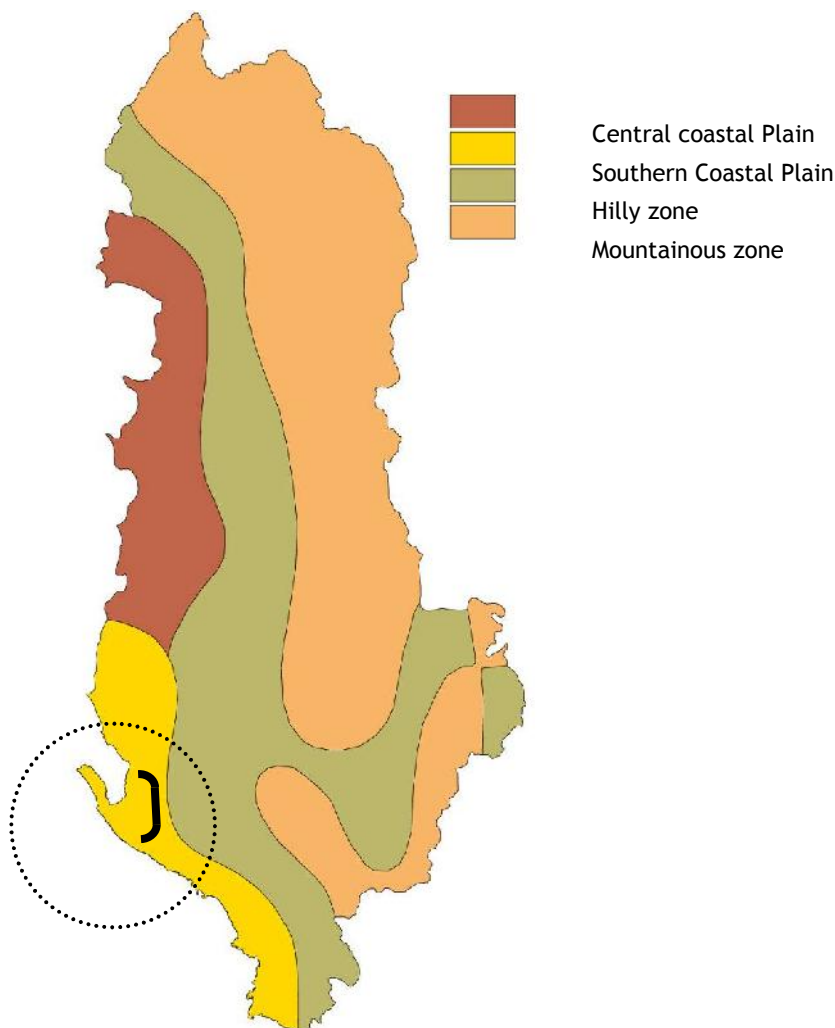 Central coastal Plain
Southern Coastal Plain
Hilly zone
Mountainous zone